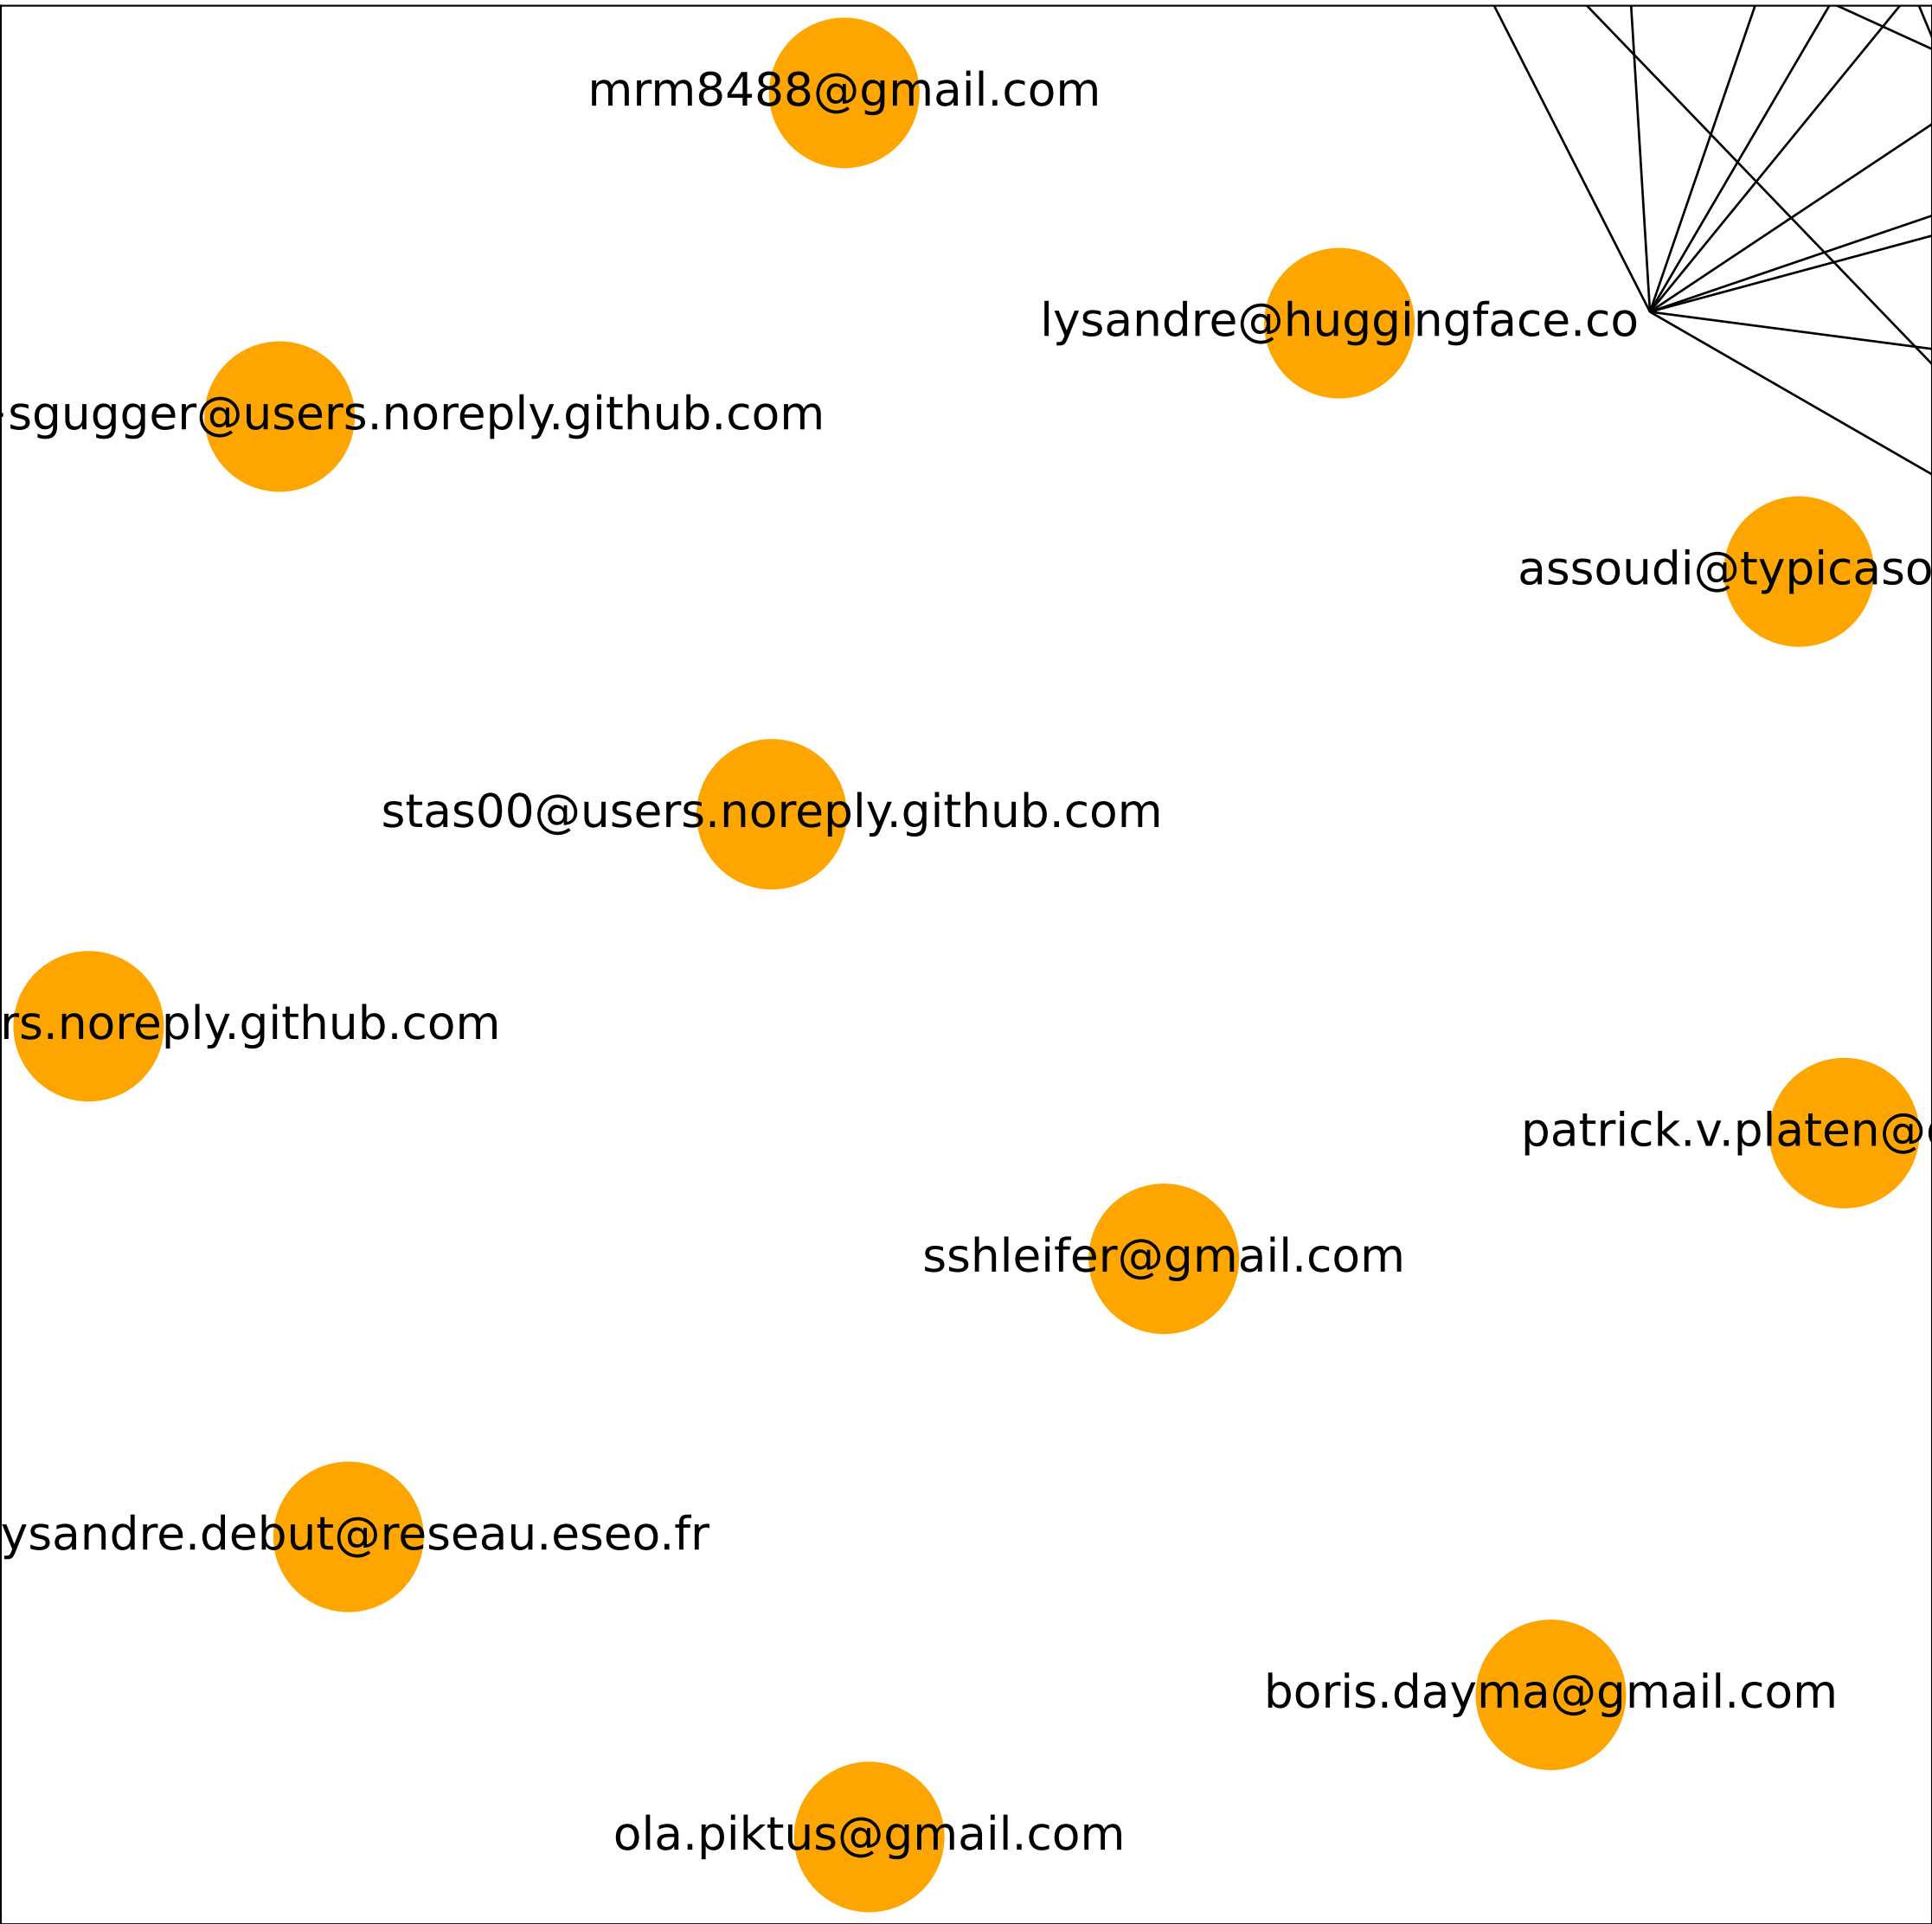 mrm8488@gmail.com
lysandre@huggingface.co
-sgugger@users.noreply.github.com
assoudi@typicaso
stas00@users.noreply.github.com
rs.noreply.github.com
patrick.v.platen@
sshleifer@gmail.com
ysandre.debut@reseau.eseo.fr
boris.dayma@gmail.com
ola.piktus@gmail.com